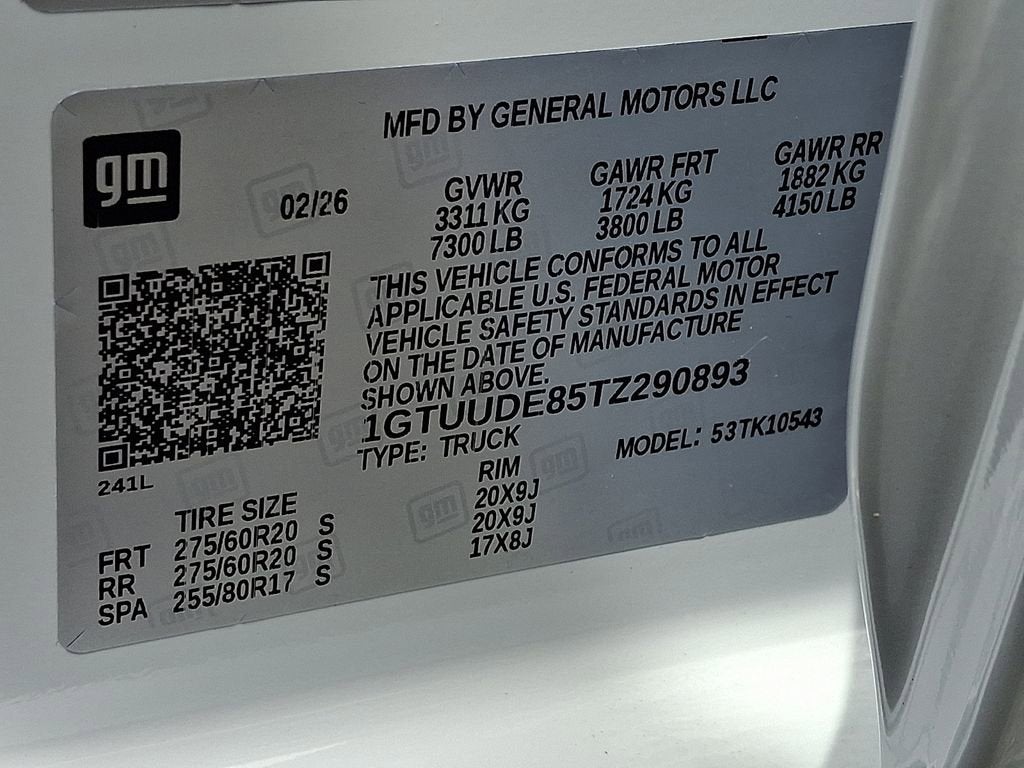 MFD BY GENERAL MOTORS LLC
gm
02/26
GVWR GAWR FRT GAWR RR
3311 KG 1724 KG 1882 KG
7300 LB 3800 LB 4150 LB
THIS VEHICLE CONFORMS TO ALL
APPLICABLE U.S. FEDERAL MOTOR
VEHICLE SAFETY STANDARDS IN EFFECT
ON THE DATE OF MANUFACTURE
SHOWN ABOVE.
1GTUUDE85TZ290893
TYPE: TRUCK MODEL: 53TK10543
241L
TIRE SIZE RIM
FRT 275/60R20 S 20X9J
RR 275/60R20 S 20X9J
SPA 255/80R17 S 17X8J